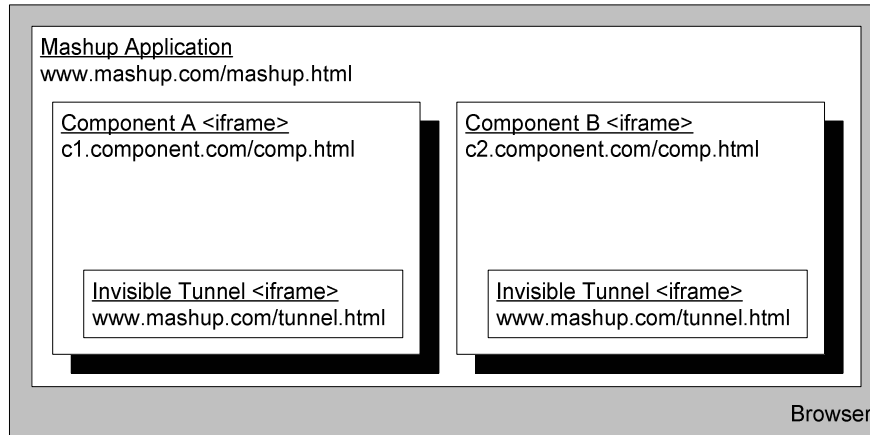 Mashup Application
www.mashup.com/mashup.html
Component A <iframe>
c1.component.com/comp.html
Invisible Tunnel <iframe>
www.mashup.com/tunnel.html
Component B <iframe>
c2.component.com/comp.html
Invisible Tunnel <iframe>
www.mashup.com/tunnel.html
Browser